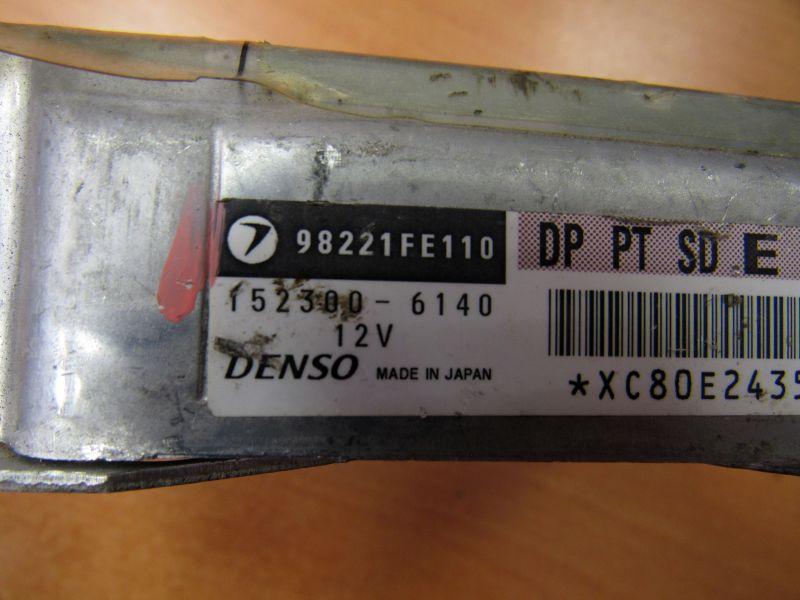 98221FE110 DP PT SD E
152300-6140
12V
DENSO MADE IN JAPAN
*XC80E2435